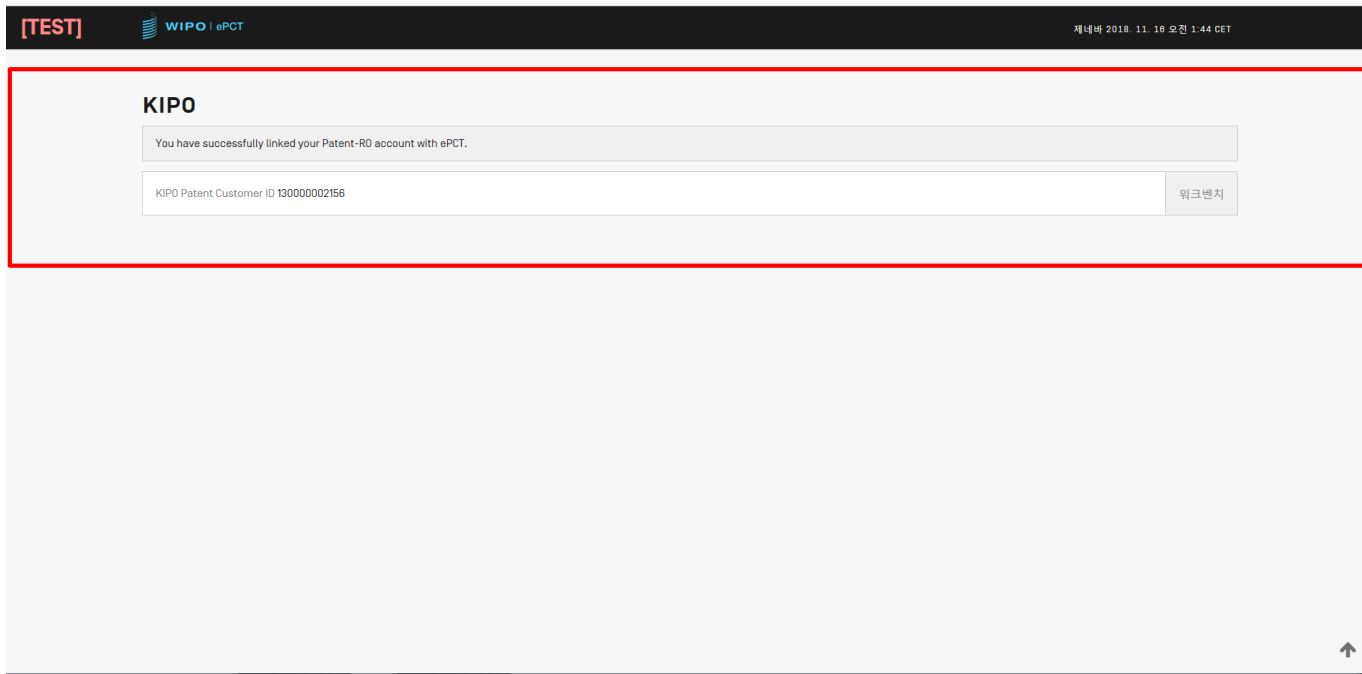 [TEST]
WIPO | ePCT
제네바 2018. 11. 16 오전 1:44 CET
KIPO
You have successfully linked your Patent-RO account with ePCT.
KIPO Patent Customer ID 130000002156
워크벤치